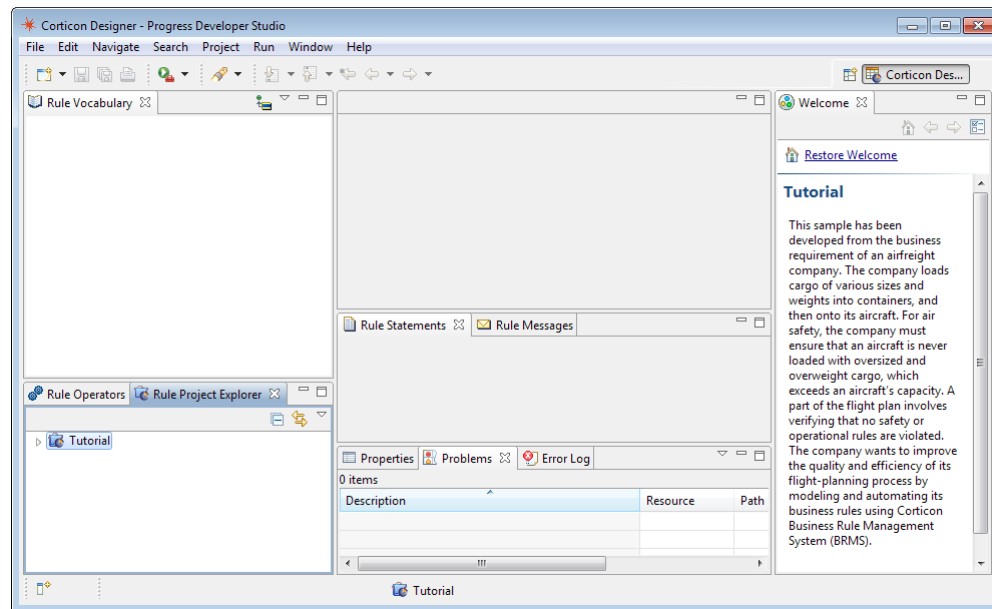 Corticon Designer - Progress Developer Studio
File Edit Navigate Search Project Run Window Help
Corticon Des...
Rule Vocabulary
Welcome
Restore Welcome
Tutorial
This sample has been
developed from the business
requirement of an airfreight
company. The company loads
cargo of various sizes and
weights into containers, and
then onto its aircraft. For air
safety, the company must
ensure that an aircraft is never
loaded with oversized and
overweight cargo, which
exceeds an aircraft's capacity. A
part of the flight plan involves
verifying that no safety or
operational rules are violated.
The company wants to improve
the quality and efficiency of its
flight-planning process by
modeling and automating its
business rules using Corticon
Business Rule Management
System (BRMS).
Rule Statements Rule Messages
Rule Operators Rule Project Explorer
Tutorial
Properties Problems Error Log
0 items
Description Resource Path
Tutorial